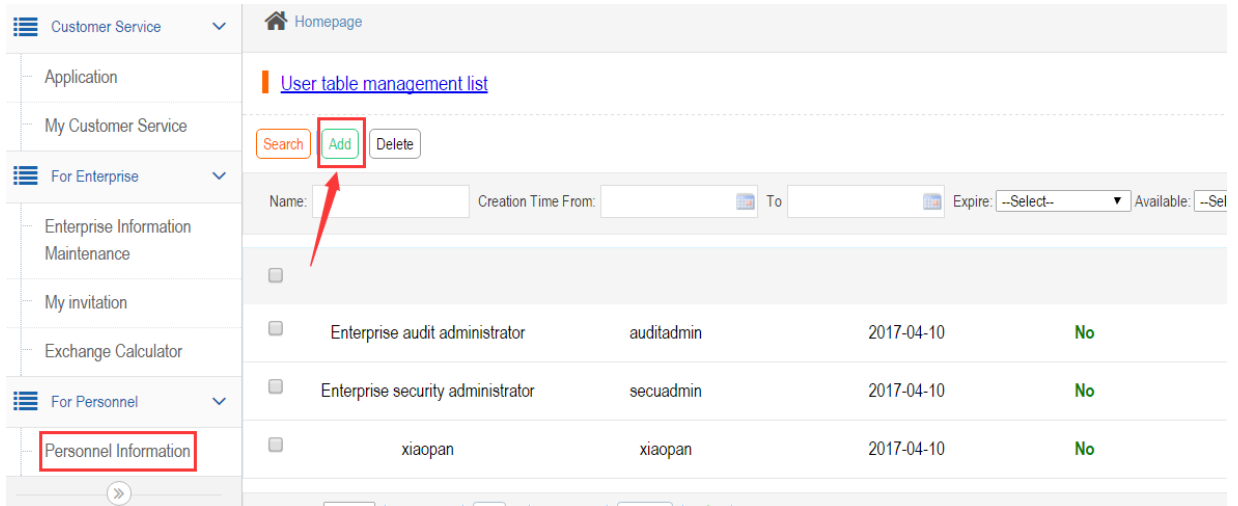 Customer Service
Application
My Customer Service
For Enterprise
Enterprise Information
Maintenance
My invitation
Exchange Calculator
For Personnel
Personnel Information
Homepage
User table management list
Search Add Delete
Name: Creation Time From: To Expire: --Select-- Available: --Sel
Enterprise audit administrator auditadmin 2017-04-10 No
Enterprise security administrator secuadmin 2017-04-10 No
xiaopan xiaopan 2017-04-10 No